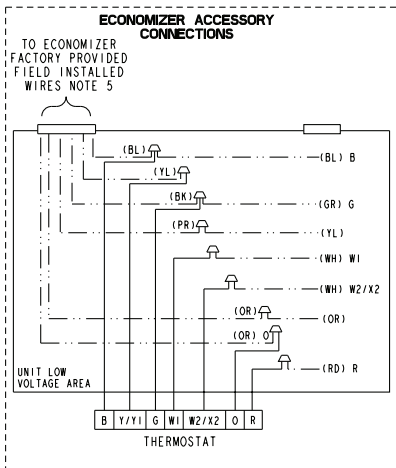 ECONOMIZER ACCESSORY
CONNECTIONS
TO ECONOMIZER
FACTORY PROVIDED
FIELD INSTALLED
WIRES NOTE 5
(BL)
(BL) B
(YL)
(BK)
(GR) G
(PR)
(YL)
(WH) W1
(WH) W2/X2
(OR)
(OR)
(OR) O
(RD) R
UNIT LOW
VOLTAGE AREA
B Y/Y1 G W1 W2/X2 O R
THERMOSTAT